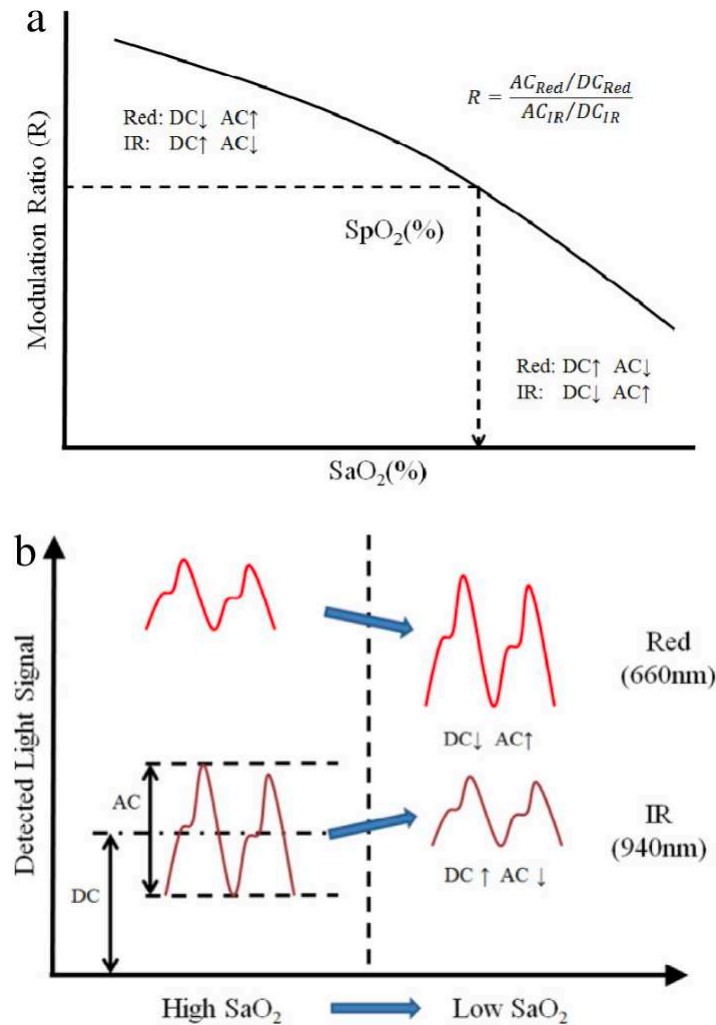 a
Modulation Ratio (R)
R = AC_Red/DC_Red / AC_IR/DC_IR
Red: DC↓ AC↑
IR: DC↑ AC↓
SpO₂(%)
Red: DC↑ AC↓
IR: DC↓ AC↑
SaO₂(%)
b
Detected Light Signal
Red
(660nm)
DC↓ AC↑
AC
IR
(940nm)
DC ↑ AC ↓
DC
High SaO₂
Low SaO₂